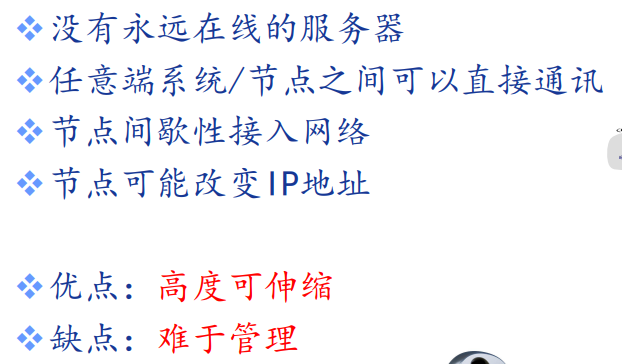 没有永远在线的服务器
任意端系统/节点之间可以直接通讯
节点间歇性接入网络
节点可能改变IP地址
优点：高度可伸缩
缺点：难于管理